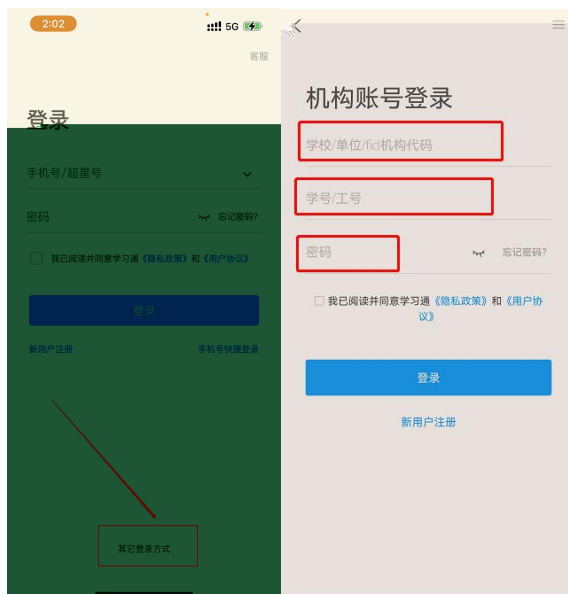 2:02
5G
客服
登录
手机号/超星号
密码
忘记密码?
我已阅读并同意学习通《隐私政策》和《用户协议》
登录
新用户注册
手机号快捷登录
其它登录方式
机构账号登录
学校/单位/fid机构代码
学号/工号
密码
忘记密码?
我已阅读并同意学习通《隐私政策》和《用户协
议》
登录
新用户注册